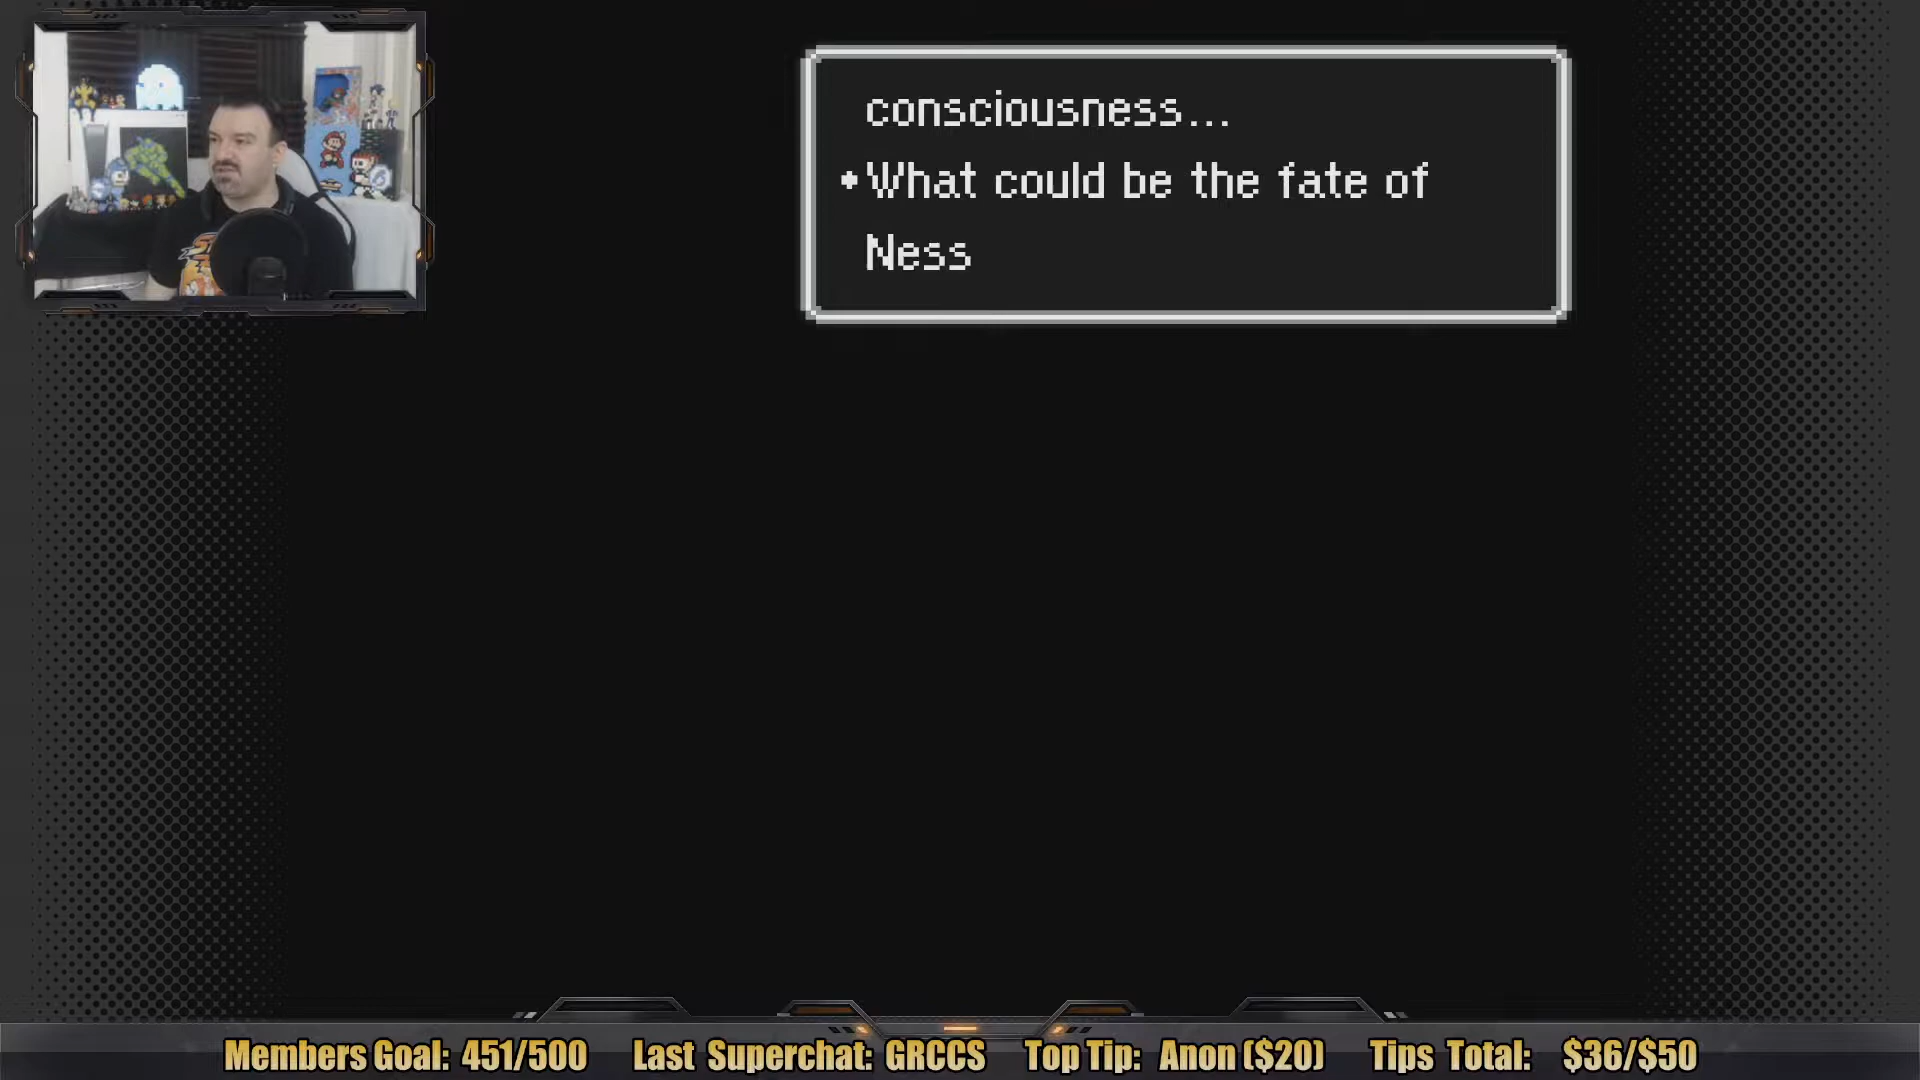 consciousness...
•What could be the fate of
Ness
Members Goal: 451/500 Last Superchat: GRCCS Top Tip: Anon ($20) Tips Total: $36/$50